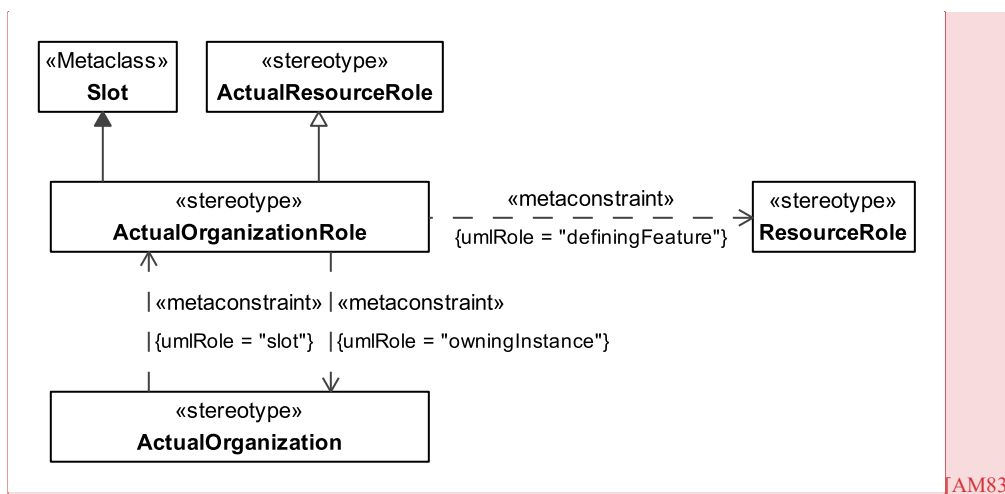 «Metaclass»
Slot
«stereotype»
ActualResourceRole
«stereotype»
ActualOrganizationRole
«metaconstraint»
{umlRole = "definingFeature"}
«stereotype»
ResourceRole
«metaconstraint»
{umlRole = "slot"}
«metaconstraint»
{umlRole = "owningInstance"}
«stereotype»
ActualOrganization
[AM83